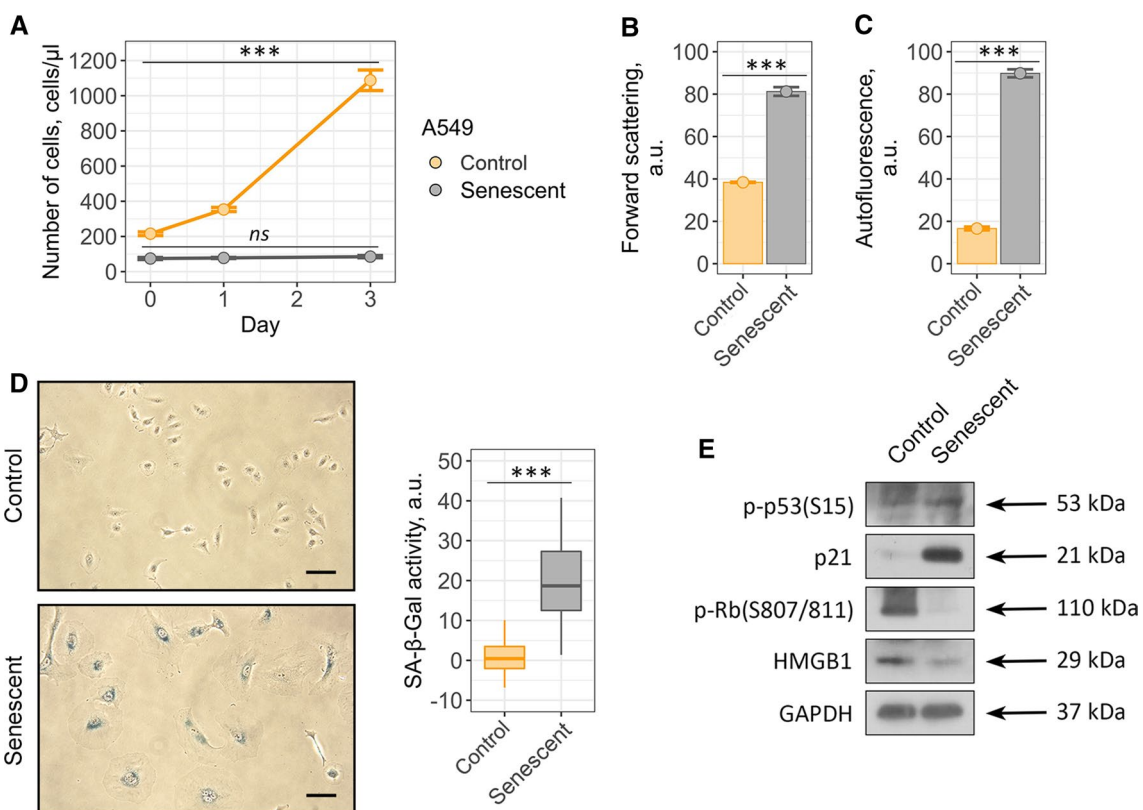 A
Number of cells, cells/µl
1200
1000
800
600
400
200
0
***
ns
0 1 2 3
Day
A549
Control
Senescent
B
Forward scattering,
a.u.
100
80
60
40
20
0
***
Control
Senescent
C
Autofluorescence,
a.u.
100
80
60
40
20
0
***
Control
Senescent
D
Control
Senescent
SA-β-Gal activity, a.u.
50
40
30
20
10
0
-10
***
Control
Senescent
E
Control
Senescent
p-p53(S15) 53 kDa
p21 21 kDa
p-Rb(S807/811) 110 kDa
HMGB1 29 kDa
GAPDH 37 kDa